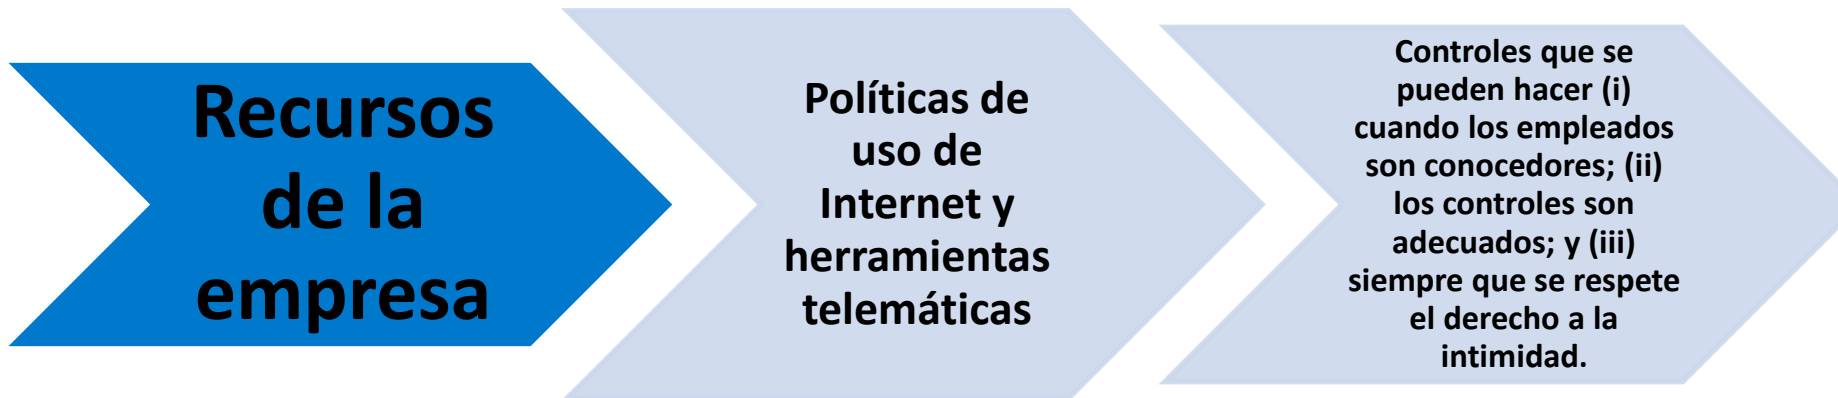 Recursos
de la
empresa
Políticas de
uso de
Internet y
herramientas
telemáticas
Controles que se
pueden hacer (i)
cuando los empleados
son conocedores; (ii)
los controles son
adecuados; y (iii)
siempre que se respete
el derecho a la
intimidad.